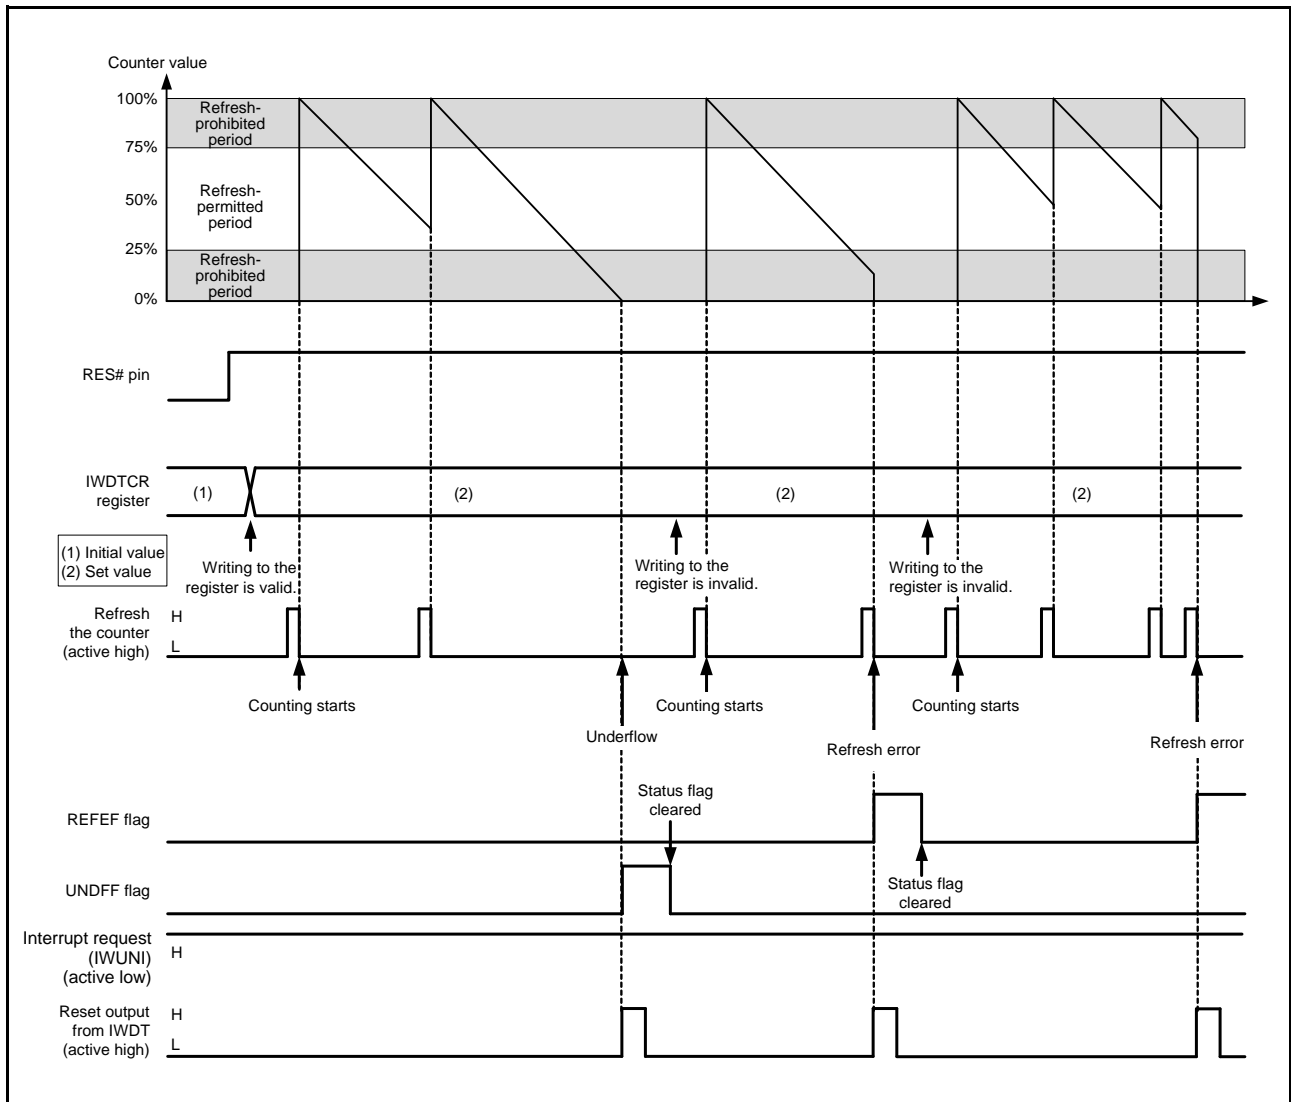 Counter value
100%
Refresh-
prohibited
period
75%
50%
Refresh-
permitted
period
25%
Refresh-
prohibited
period
0%
RES# pin
IWDTCR
register
(1)
(2)
(2)
(2)
(1) Initial value
(2) Set value
Writing to the
register is valid.
Writing to the
register is invalid.
Writing to the
register is invalid.
Refresh
the counter
(active high)
H
L
Counting starts
Counting starts
Counting starts
Underflow
Refresh error
Refresh error
Status flag
cleared
REFEF flag
Status flag
cleared
UNDFF flag
Interrupt request
(IWUNI)
(active low)
H
Reset output
from IWDT
(active high)
H
L